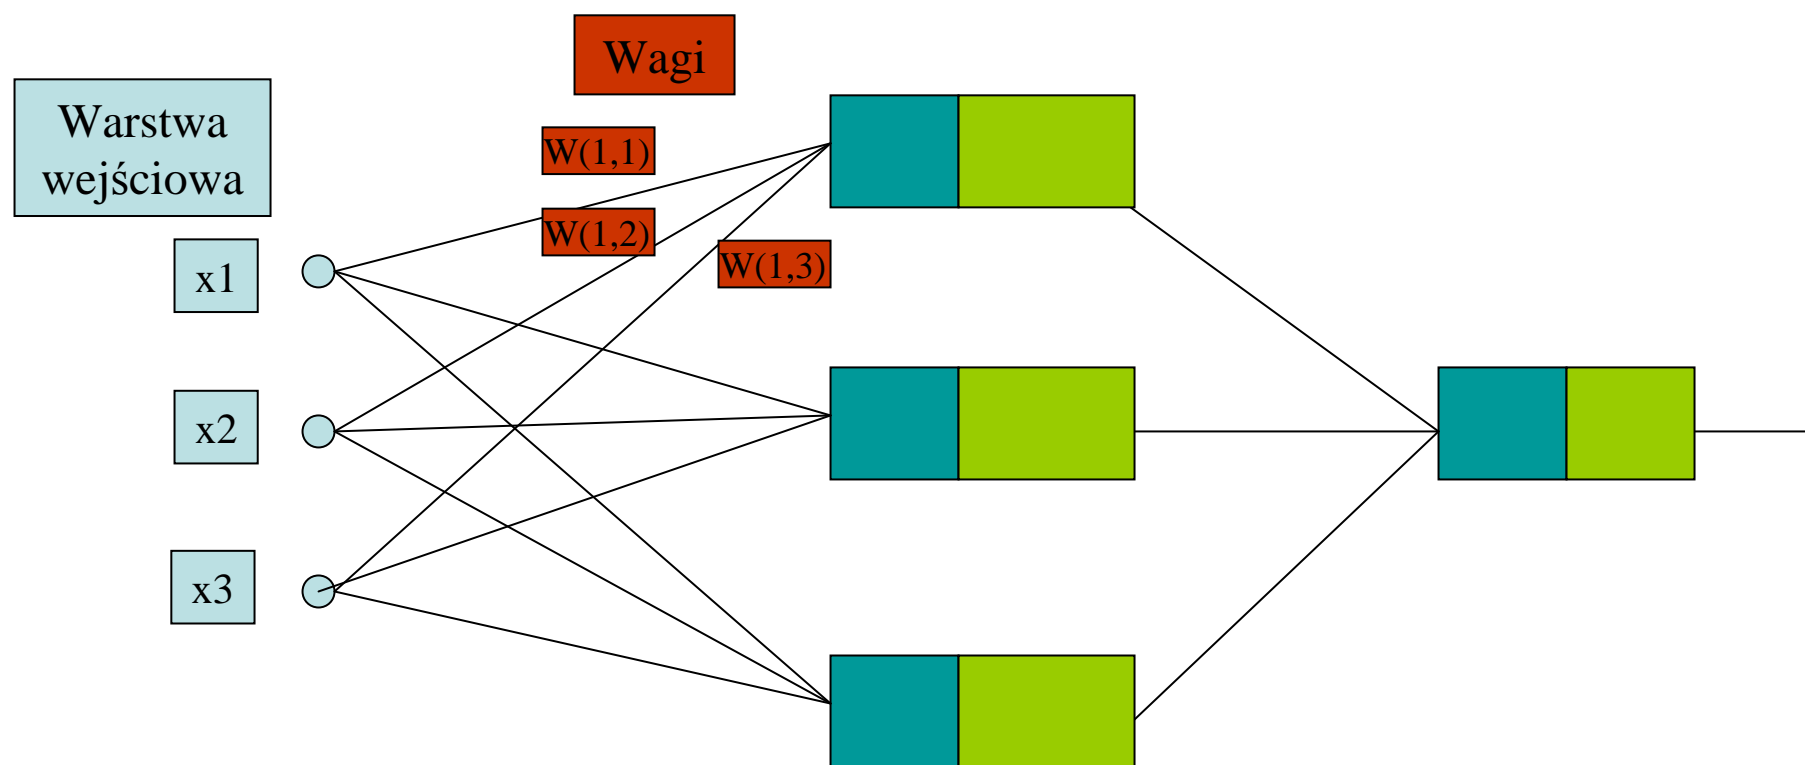 Wagi
Warstwa
wejściowa
W(1,1)
W(1,2)
W(1,3)
x1
x2
x3